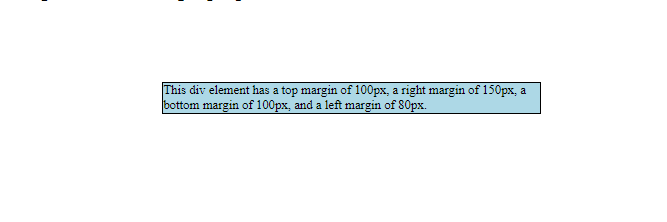 This div element has a top margin of 100px, a right margin of 150px, a
bottom margin of 100px, and a left margin of 80px.